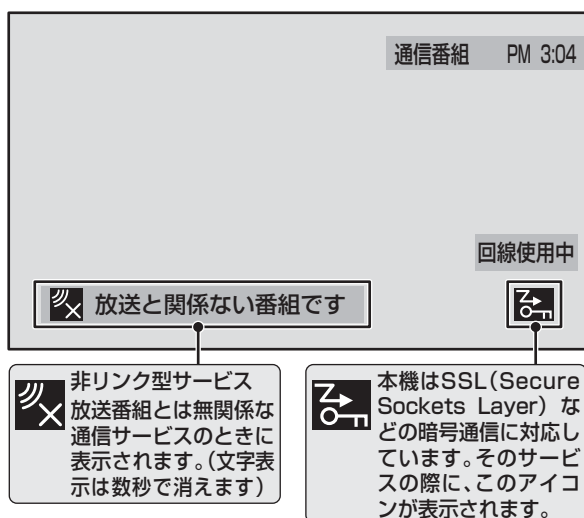 通信番組 PM 3:04
回線使用中
放送と関係ない番組です
非リンク型サービス
放送番組とは無関係な
通信サービスのときに
表示されます。(文字表
示は数秒で消えます)
本機はSSL(Secure
Sockets Layer) な
どの暗号通信に対応し
ています。そのサービ
スの際に、このアイコ
ンが表示されます。